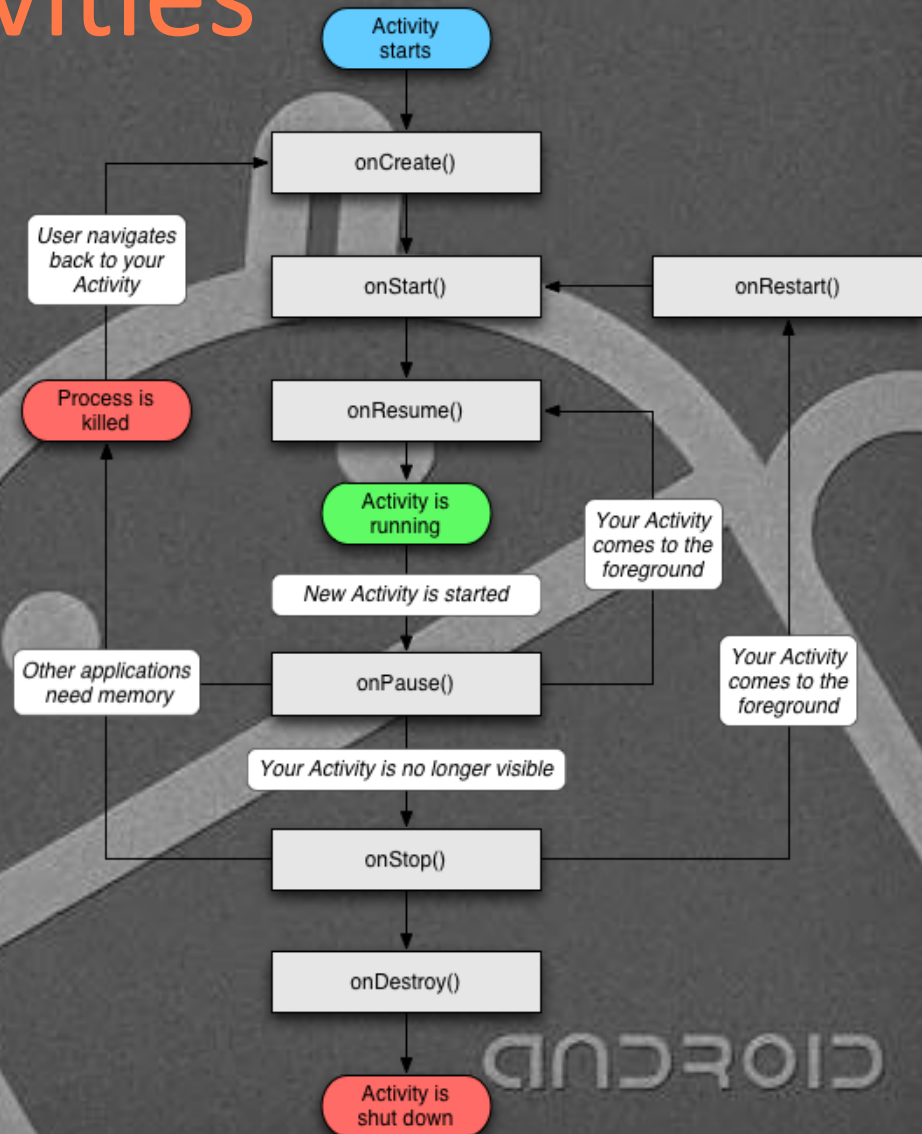 vities
Activity
starts
onCreate()
User navigates
back to your
Activity
onStart()
onRestart()
Process is
killed
onResume()
Activity is
running
Your Activity
comes to the
foreground
New Activity is started
Other applications
need memory
onPause()
Your Activity
comes to the
foreground
Your Activity is no longer visible
onStop()
onDestroy()
ANDROID
Activity is
shut down